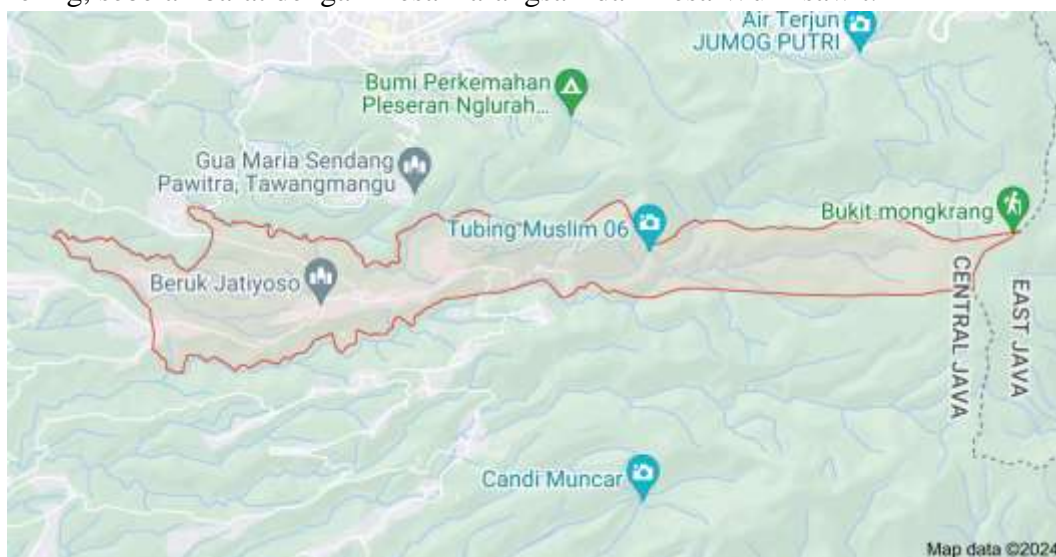 Air Terjun
JUMOG PUTRI
Bumi Perkemahan
Pleseran Nglurah...
Gua Maria Sendang
Pawitra, Tawangmangu
Bukit mongkrang
Tubing Muslim 06
Beruk Jatiyoso
CENTRAL JAVA
EAST JAVA
Candi Muncar
Map data ©2024